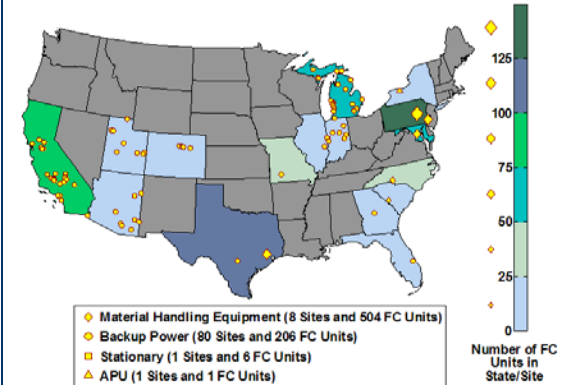 125
100
75
50
25
0
Number of FC
Units in
State/Site
Material Handling Equipment (8 Sites and 504 FC Units)
Backup Power (80 Sites and 206 FC Units)
Stationary (1 Sites and 6 FC Units)
APU (1 Sites and 1 FC Units)